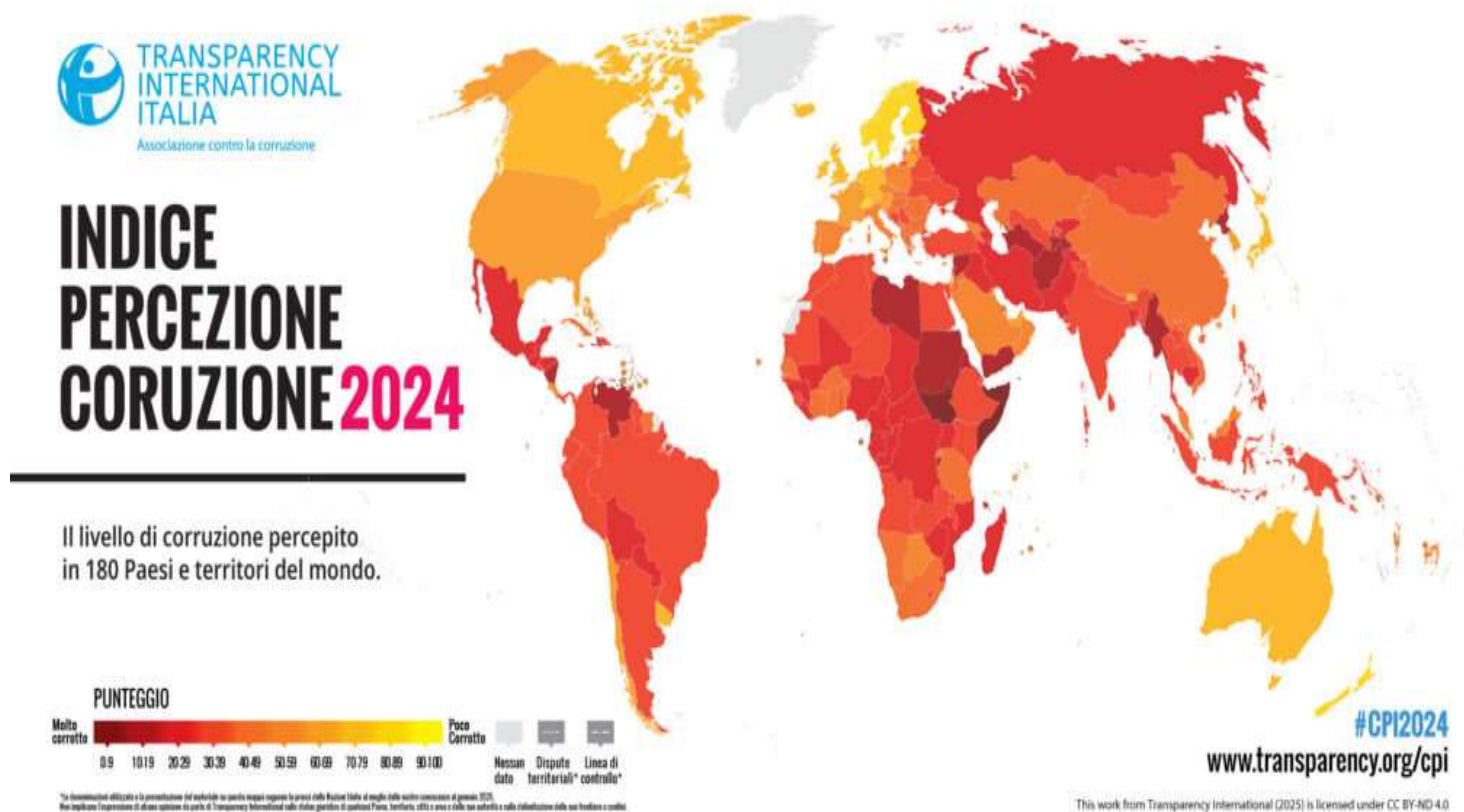 TRANSPARENCY
INTERNATIONAL
ITALIA
Associazione contro la corruzione
INDICE
PERCEZIONE
CORUZIONE 2024
Il livello di corruzione percepito
in 180 Paesi e territori del mondo.
PUNTEGGIO
Molto
corrotto
Poco
Corrotto
0-9 10-19 20-29 30-39 40-49 50-59 60-69 70-79 80-89 90-100
Nessun
dato
Dispute
territoriali*
Linea di
controllo*
#CPI2024
www.transparency.org/cpi
This work from Transparency International (2025) is licensed under CC BY-ND 4.0